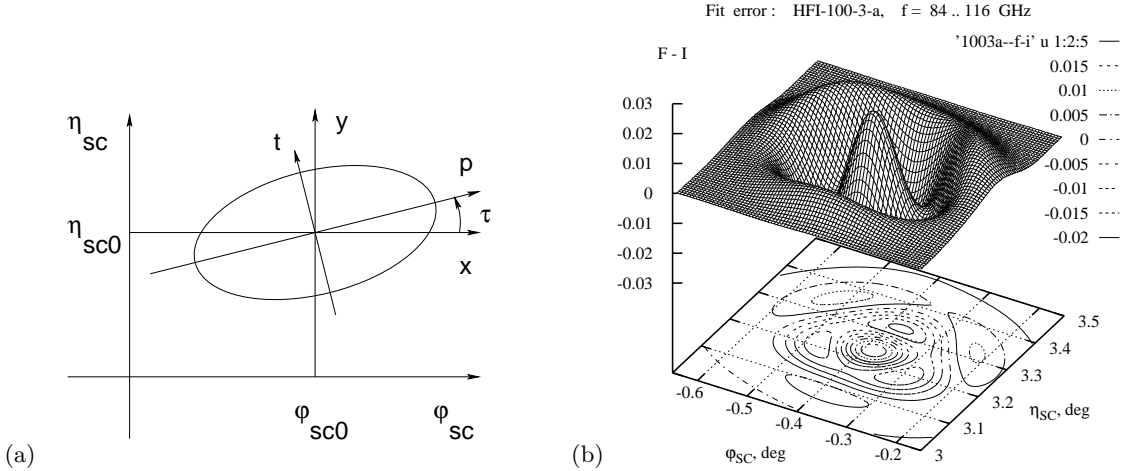 η sc
η sc0
t
y
p
τ
x
φ sc0
φ sc
(a)
Fit error : HFI-100-3-a, f = 84 .. 116 GHz
F - I
'1003a--f-i' u 1:2:5
0.015
0.01
0.005
0
-0.005
-0.01
-0.015
-0.02
0.03
0.02
0.01
0
-0.01
-0.02
-0.03
-0.6
-0.5
-0.4
-0.3
-0.2
φSC, deg
3
3.1
3.2
3.3
3.4
3.5
ηSC, deg
(b)